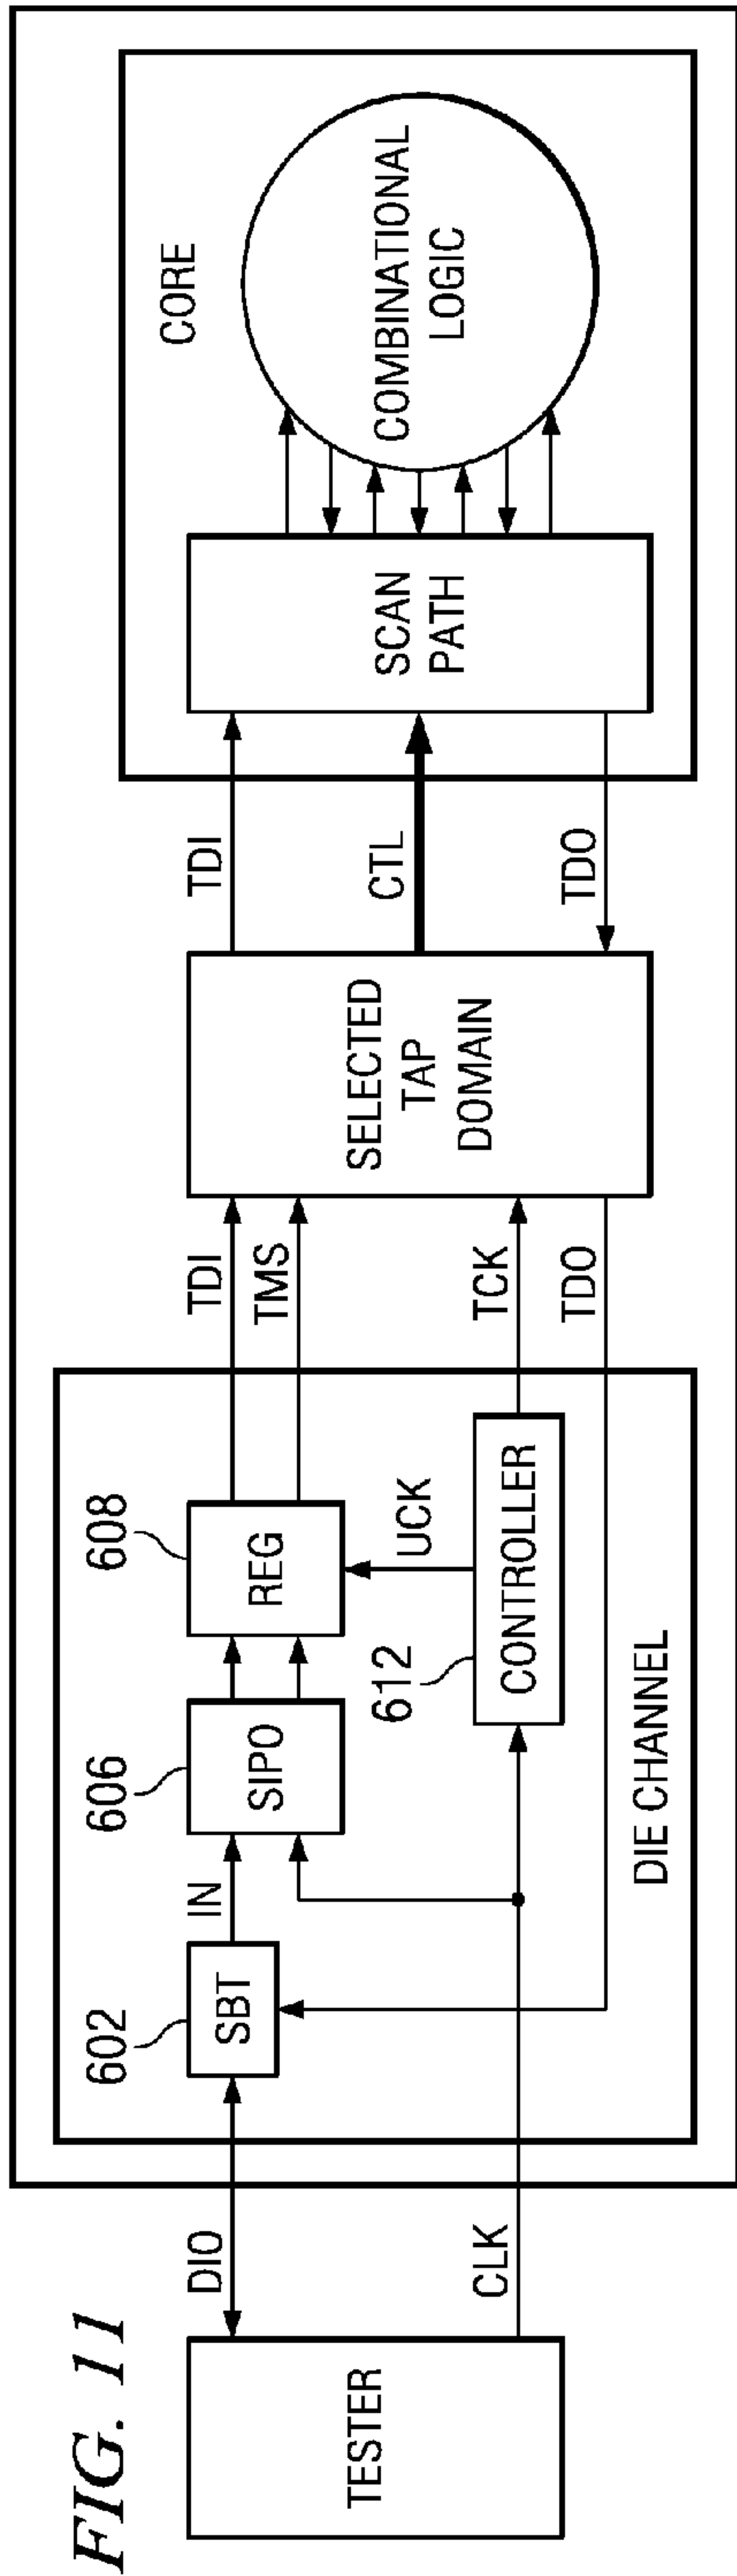 FIG. 11
TESTER
DIO
CLK
602
SBT
IN
606
SIPO
608
REG
UCK
612
CONTROLLER
DIE CHANNEL
TDI
TMS
TCK
TDO
SELECTED
TAP
DOMAIN
TDI
CTL
TDO
CORE
SCAN
PATH
COMBINATIONAL
LOGIC